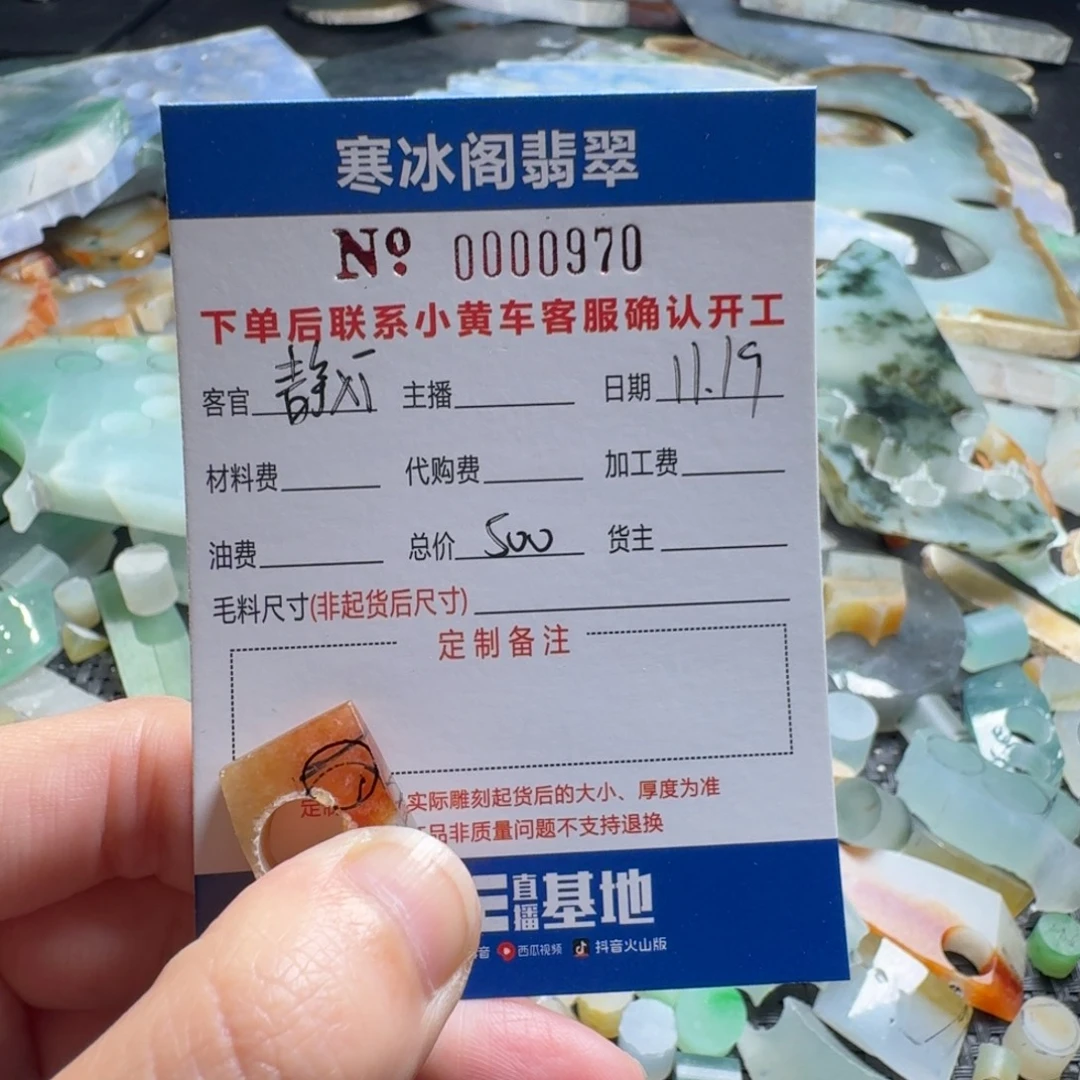 寒冰阁翡翠
No 0000970
下单后联系小黄车客服确认开工
客官 主播 日期 11.19
材料费 代购费 加工费
油费 总价 500 货主
毛料尺寸(非起货后尺寸)
定制备注
定 实际雕刻起货后的大小、厚度为准
品非质量问题不支持退换
直播基地
音 西瓜视频 抖音火山版